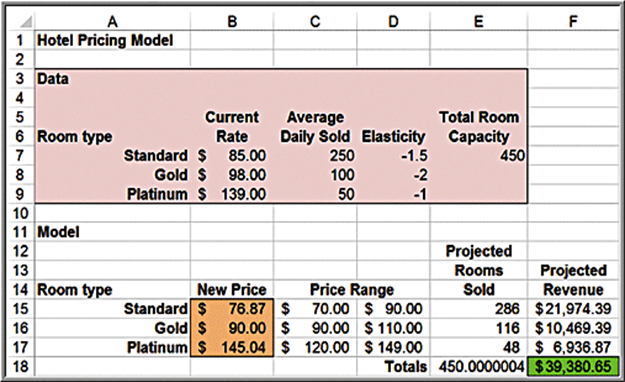 A B C D E F
1 Hotel Pricing Model
2
3 Data
4
5 Current Average Total Room
6 Room type Rate Daily Sold Elasticity Capacity
7 Standard $ 85.00 250 -1.5 450
8 Gold $ 98.00 100 -2
9 Platinum $ 139.00 50 -1
10
11 Model
12 Projected
13 Rooms Projected
14 Room type New Price Price Range Sold Revenue
15 Standard $ 76.87 $ 70.00 $ 90.00 286 $21,974.39
16 Gold $ 90.00 $ 90.00 $ 110.00 116 $10,469.39
17 Platinum $ 145.04 $ 120.00 $ 149.00 48 $ 6,936.87
18 Totals 450.0000004 $39,380.65